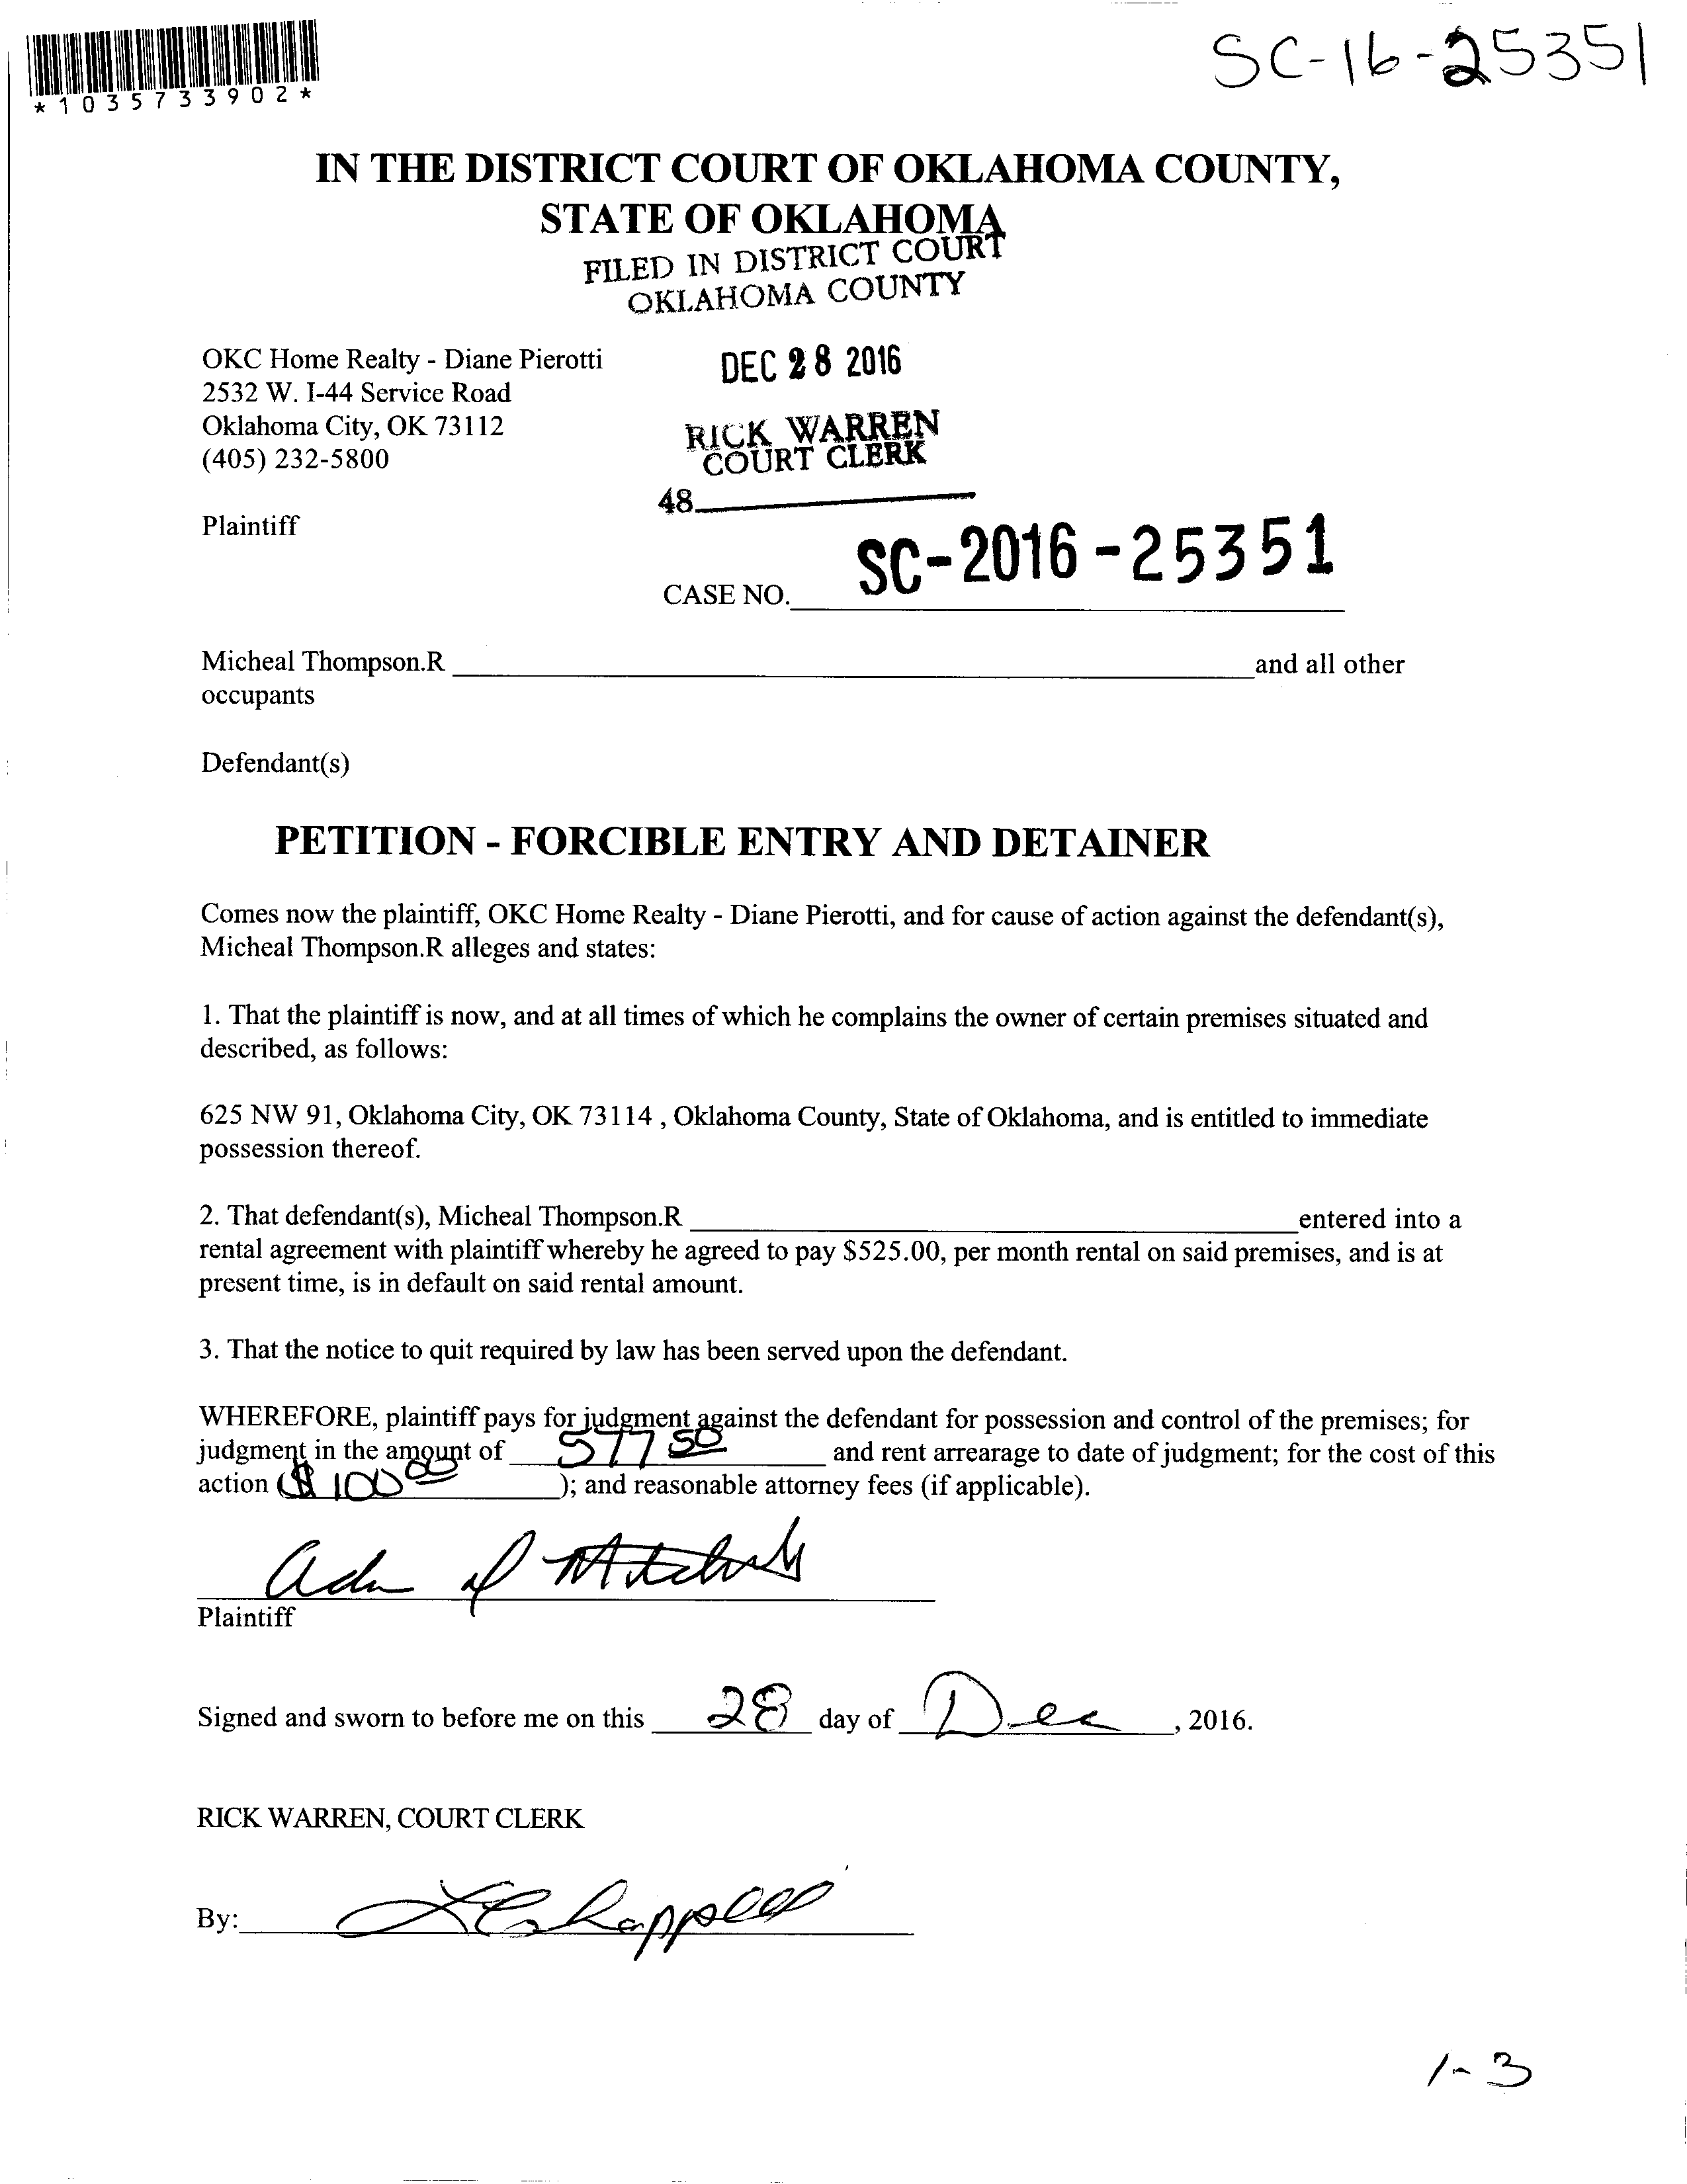 SC-16-25351
*1035733902*
IN THE DISTRICT COURT OF OKLAHOMA COUNTY,
STATE OF OKLAHOMA
FILED IN DISTRICT COURT
OKLAHOMA COUNTY
OKC Home Realty - Diane Pierotti
2532 W. I-44 Service Road
Oklahoma City, OK 73112
(405) 232-5800
DEC 28 2016
RICK WARREN
COURT CLERK
48
Plaintiff
CASE NO. SC-2016-25351
Micheal Thompson.R and all other
occupants
Defendant(s)
PETITION - FORCIBLE ENTRY AND DETAINER
Comes now the plaintiff, OKC Home Realty - Diane Pierotti, and for cause of action against the defendant(s),
Micheal Thompson.R alleges and states:
1. That the plaintiff is now, and at all times of which he complains the owner of certain premises situated and
described, as follows:
625 NW 91, Oklahoma City, OK 73114 , Oklahoma County, State of Oklahoma, and is entitled to immediate
possession thereof.
2. That defendant(s), Micheal Thompson.R entered into a
rental agreement with plaintiff whereby he agreed to pay $525.00, per month rental on said premises, and is at
present time, is in default on said rental amount.
3. That the notice to quit required by law has been served upon the defendant.
WHEREFORE, plaintiff pays for judgment against the defendant for possession and control of the premises; for
judgment in the amount of 577 50 and rent arrearage to date of judgment; for the cost of this
action ($ 100 00 ); and reasonable attorney fees (if applicable).
Plaintiff
Signed and sworn to before me on this 28 day of Dec , 2016.
RICK WARREN, COURT CLERK
By:
1-3